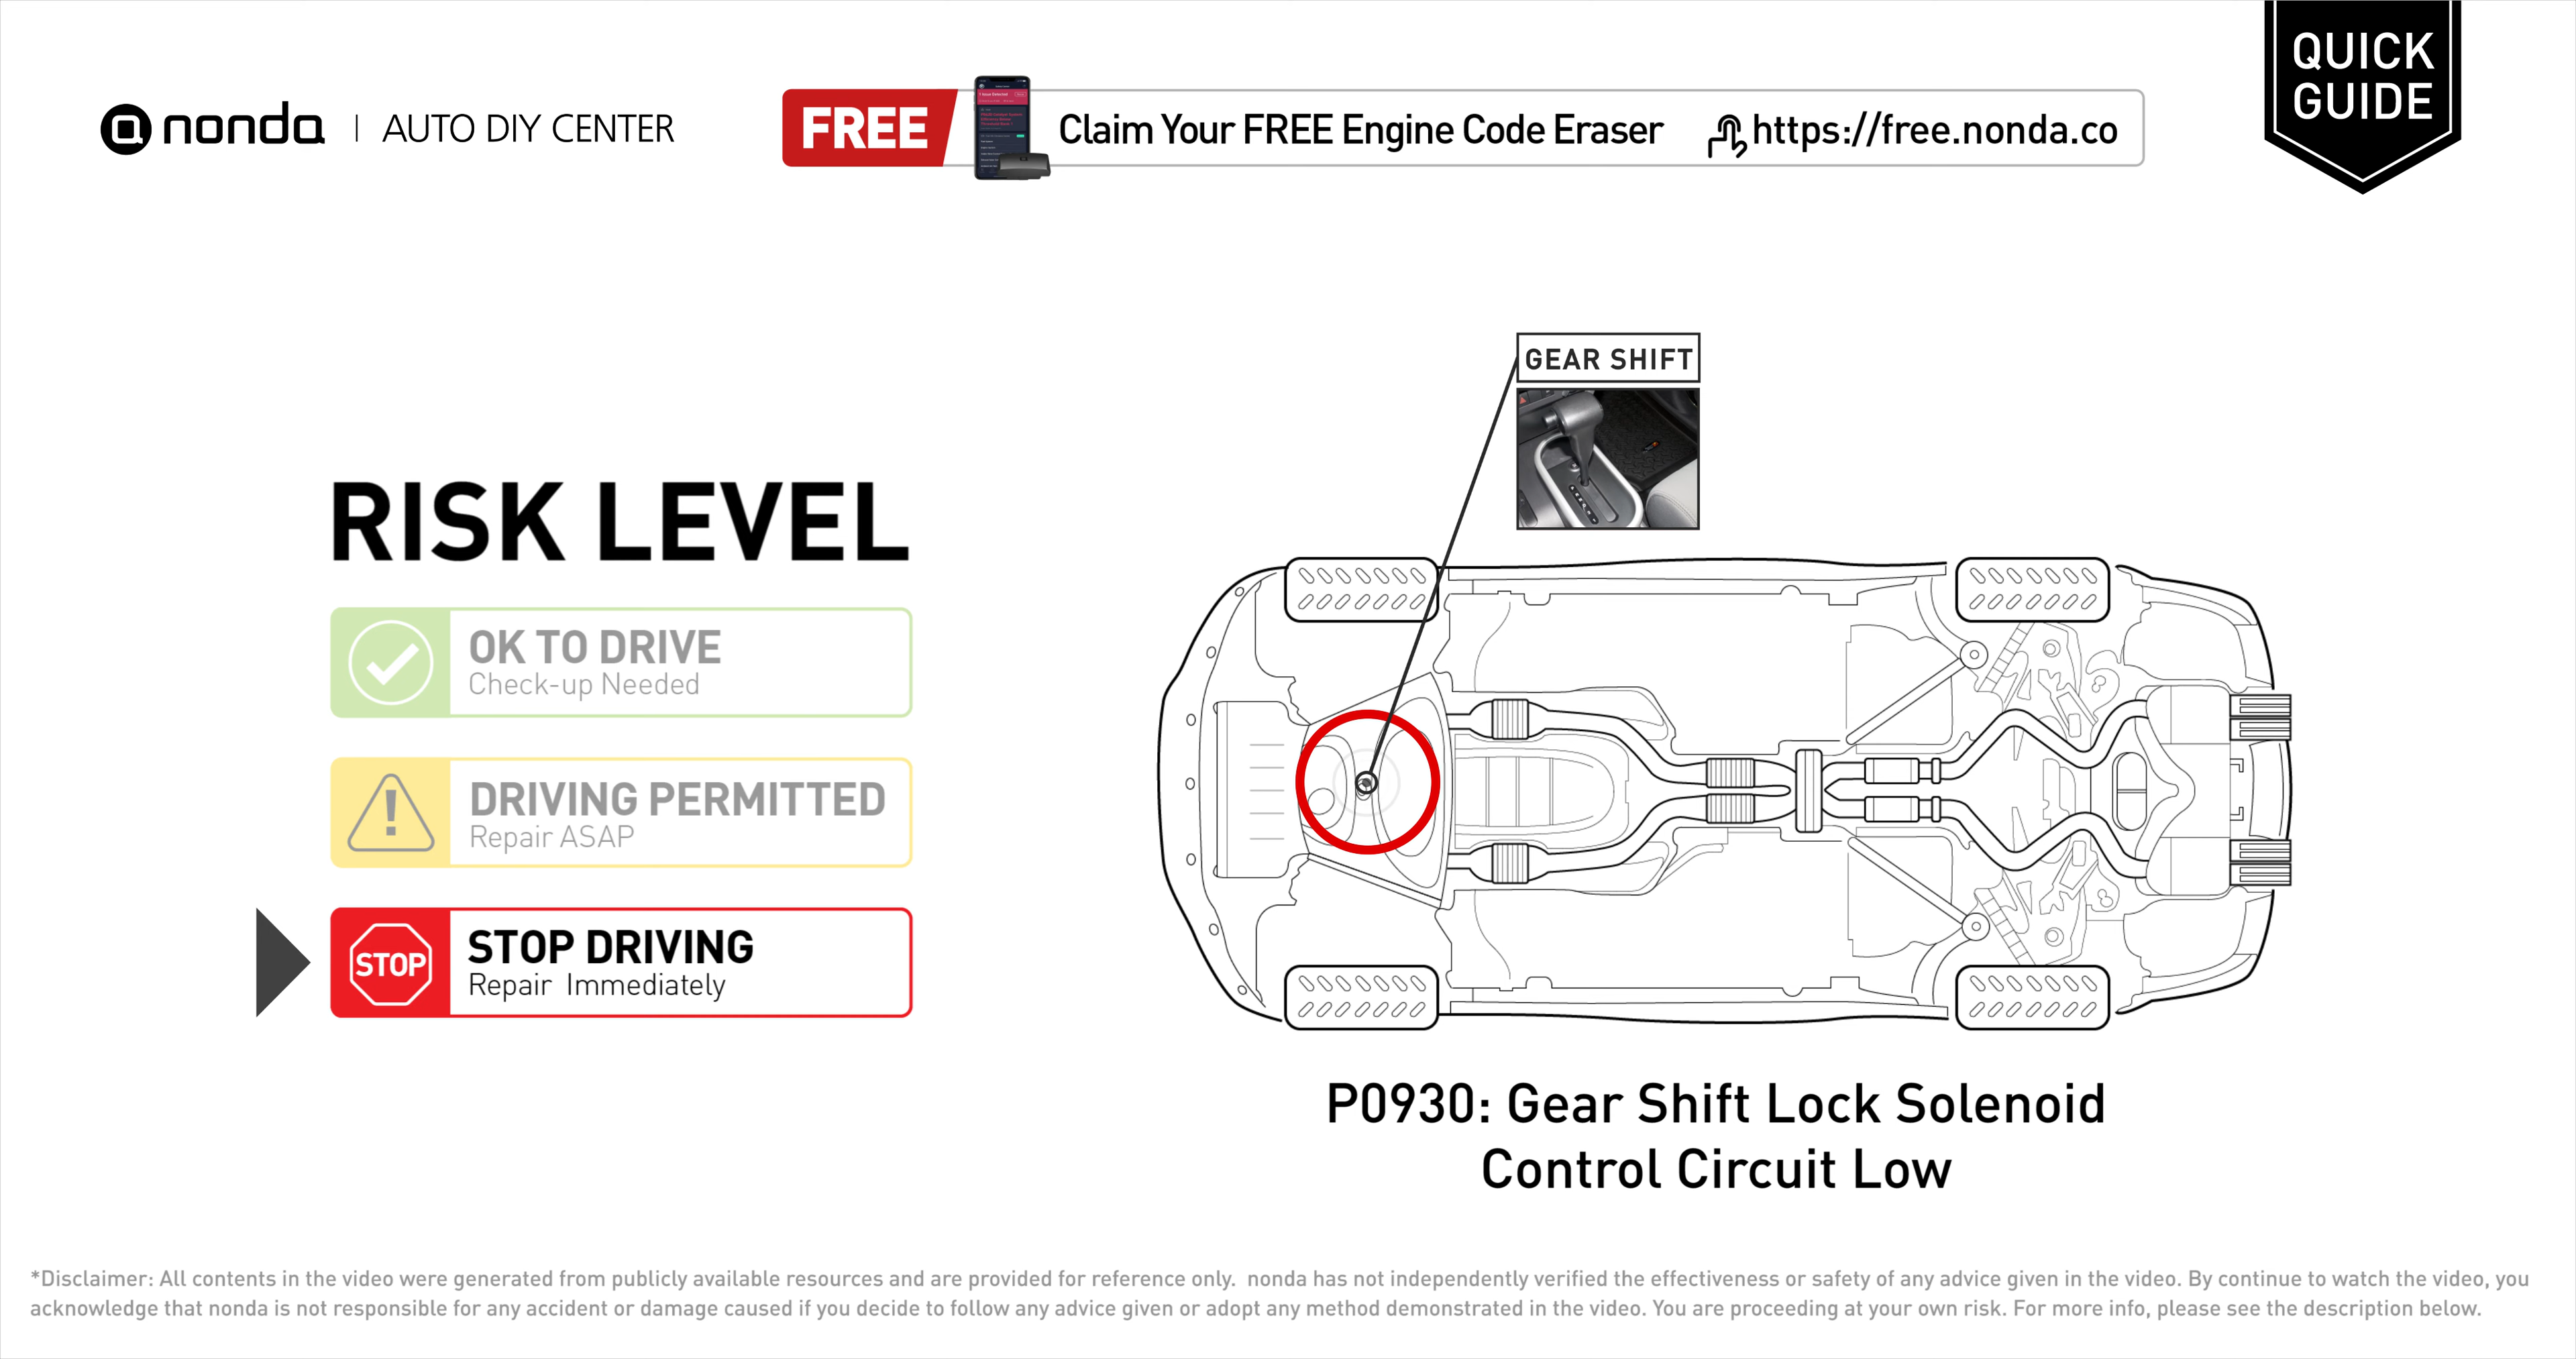 nonda | AUTO DIY CENTER
FREE
Claim Your FREE Engine Code Eraser
https://free.nonda.co
QUICK
GUIDE
GEAR SHIFT
RISK LEVEL
OK TO DRIVE
Check-up Needed
DRIVING PERMITTED
Repair ASAP
STOP
STOP DRIVING
Repair Immediately
P0930: Gear Shift Lock Solenoid
Control Circuit Low
*Disclaimer: All contents in the video were generated from publicly available resources and are provided for reference only. nonda has not independently verified the effectiveness or safety of any advice given in the video. By continue to watch the video, you
acknowledge that nonda is not responsible for any accident or damage caused if you decide to follow any advice given or adopt any method demonstrated in the video. You are proceeding at your own risk. For more info, please see the description below.